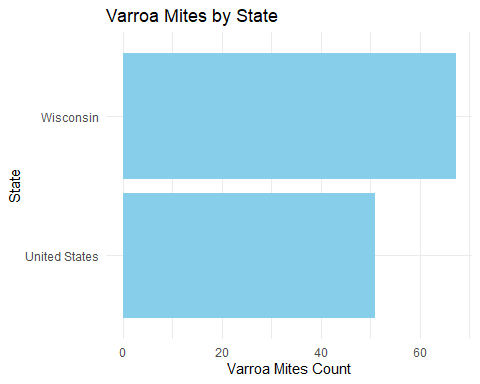 Varroa Mites by State
State
Wisconsin
United States
0 20 40 60
Varroa Mites Count